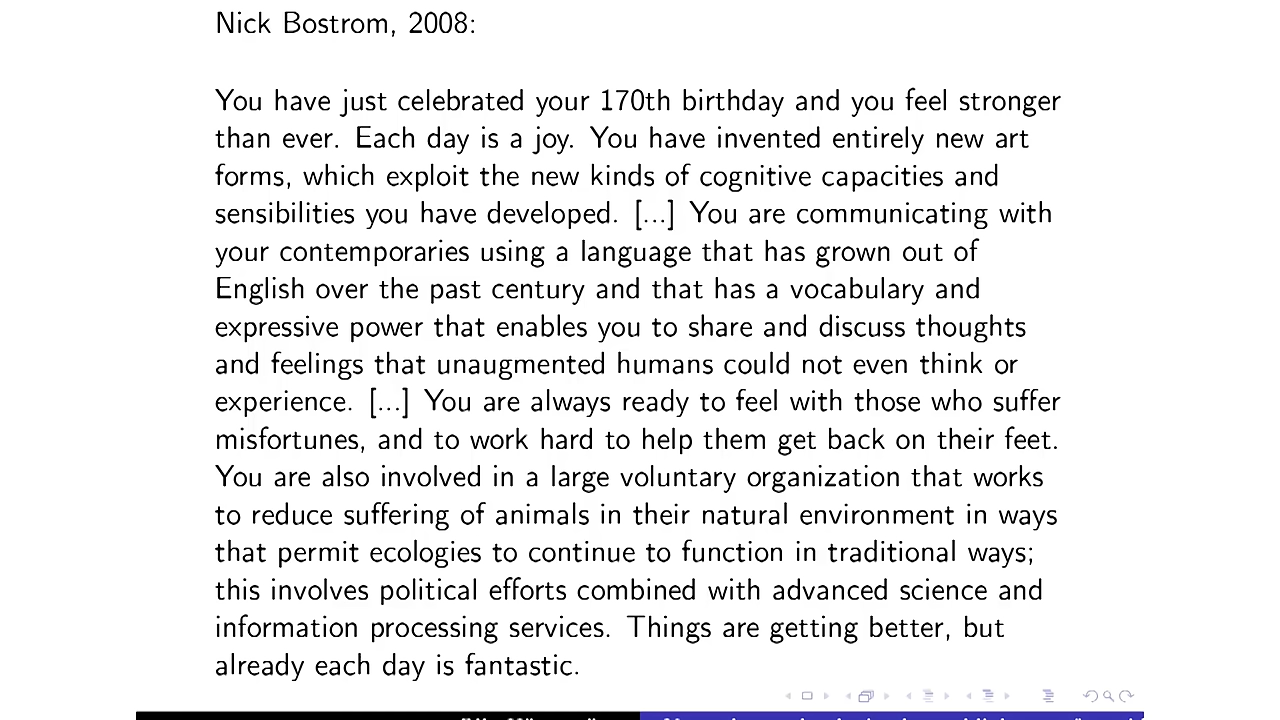 Nick Bostrom, 2008:
You have just celebrated your 170th birthday and you feel stronger
than ever. Each day is a joy. You have invented entirely new art
forms, which exploit the new kinds of cognitive capacities and
sensibilities you have developed. [...] You are communicating with
your contemporaries using a language that has grown out of
English over the past century and that has a vocabulary and
expressive power that enables you to share and discuss thoughts
and feelings that unaugmented humans could not even think or
experience. [...] You are always ready to feel with those who suffer
misfortunes, and to work hard to help them get back on their feet.
You are also involved in a large voluntary organization that works
to reduce suffering of animals in their natural environment in ways
that permit ecologies to continue to function in traditional ways;
this involves political efforts combined with advanced science and
information processing services. Things are getting better, but
already each day is fantastic.